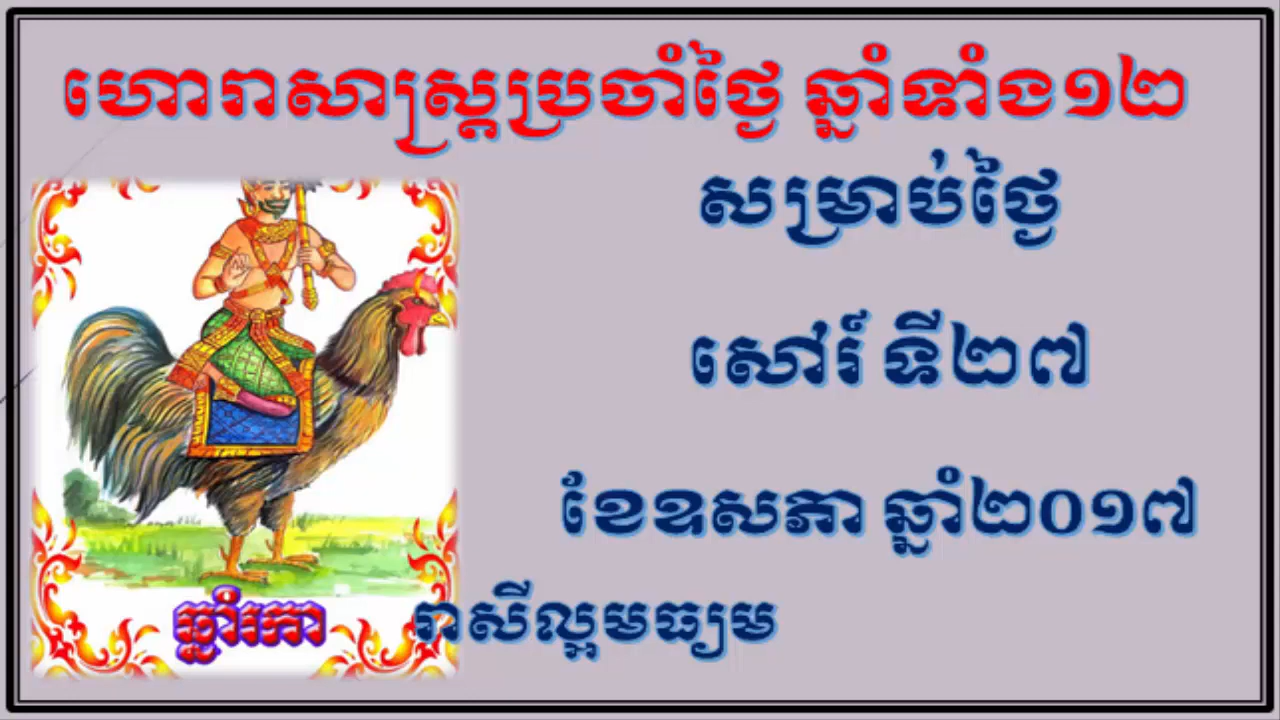 ហោរាសាស្ត្រប្រចាំថ្ងៃ ឆ្នាំទាំង១២
សម្រាប់ថ្ងៃ
សៅរ៍ ទី២៧
ខែឧសភា ឆ្នាំ២០១៧
ឆ្នាំរកា
រាសីល្អមធ្យម